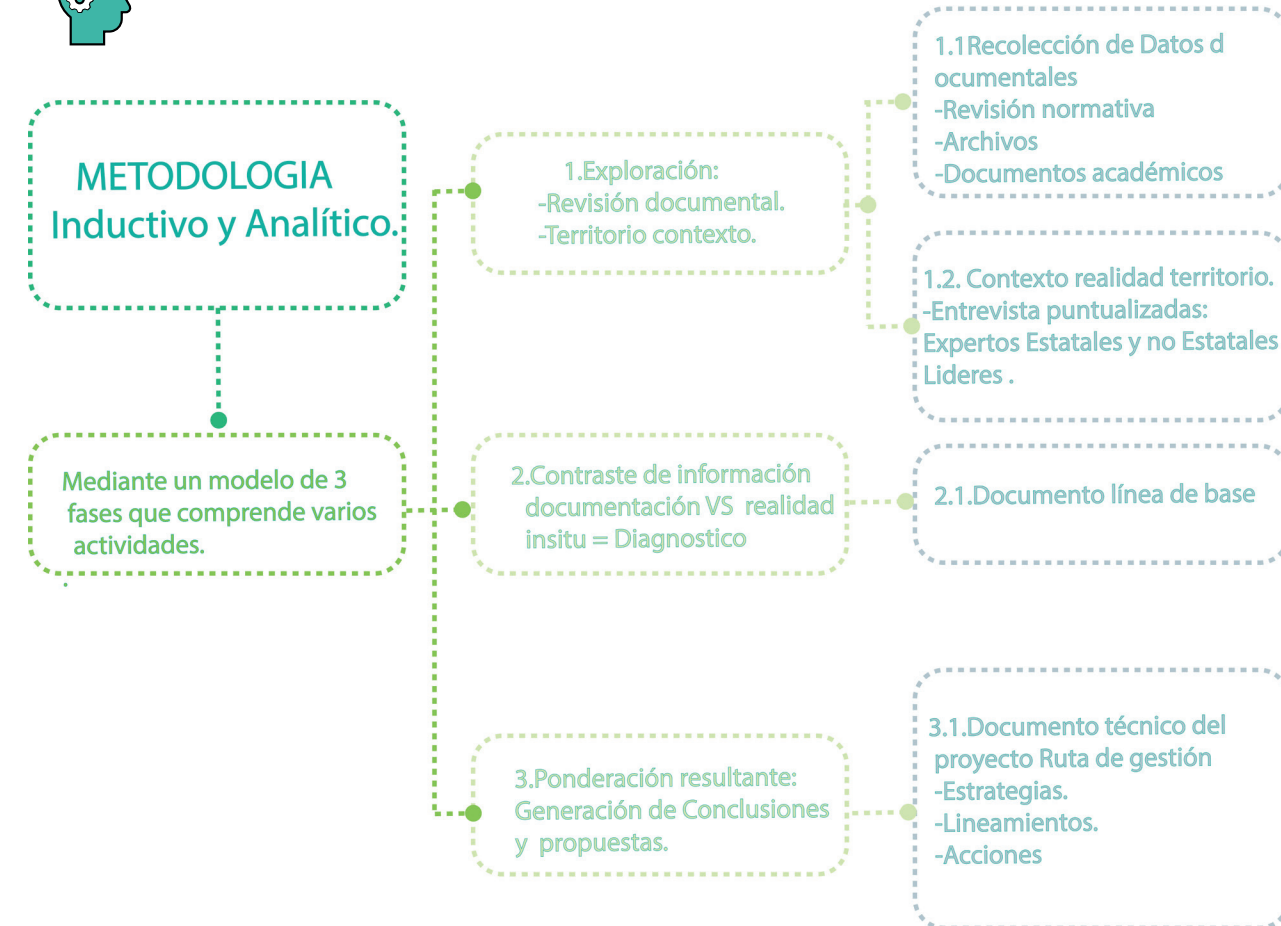 METODOLOGIA
Inductivo y Analítico.
Mediante un modelo de 3
fases que comprende varios
actividades.
.
1.Exploración:
-Revisión documental.
-Territorio contexto.
1.1Recolección de Datos d
ocumentales
-Revisión normativa
-Archivos
-Documentos académicos
1.2. Contexto realidad territorio.
-Entrevista puntualizadas:
Expertos Estatales y no Estatales
Lideres .
2.Contraste de información
documentación VS realidad
insitu = Diagnostico
2.1.Documento línea de base
3.Ponderación resultante:
Generación de Conclusiones
y propuestas.
3.1.Documento técnico del
proyecto Ruta de gestión
-Estrategias.
-Lineamientos.
-Acciones